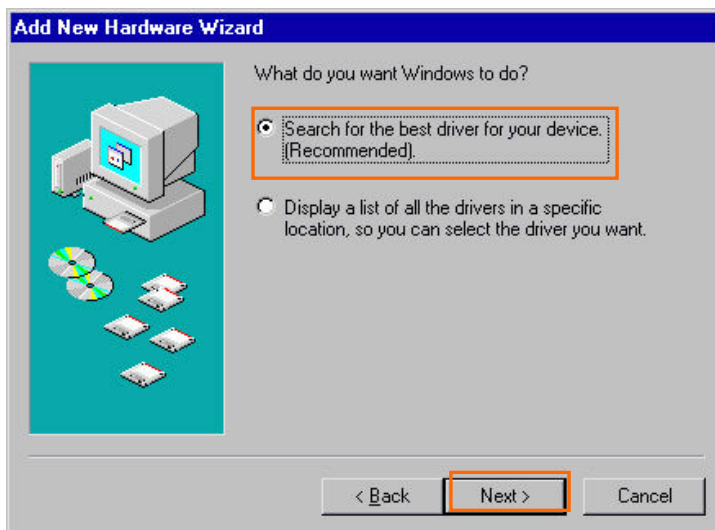 Add New Hardware Wizard
What do you want Windows to do?
Search for the best driver for your device.
(Recommended).
Display a list of all the drivers in a specific
location, so you can select the driver you want.
< Back
Next >
Cancel